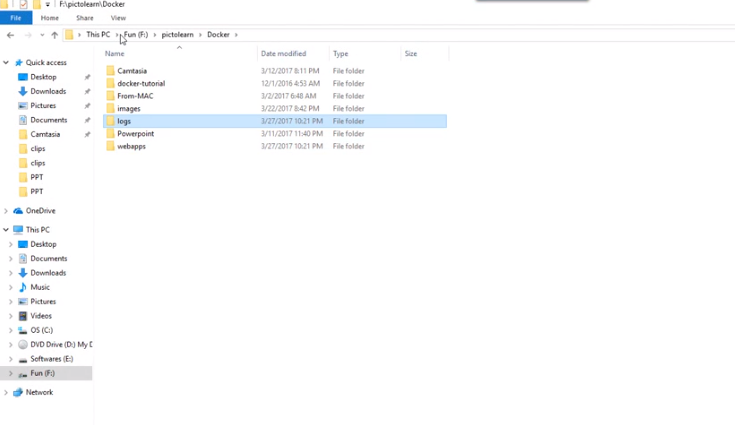 F:\pictolearn\Docker
File Home Share View
This PC Fun (F:) pictolearn Docker
Name Date modified Type Size
Quick access
Desktop
Downloads
Pictures
Documents
Camtasia
clips
clips
PPT
PPT
OneDrive
This PC
Desktop
Documents
Downloads
Music
Pictures
Videos
OS (C:)
DVD Drive (D:) My D
Softwares (E:)
Fun (F:)
Network
Camtasia 3/12/2017 8:11 PM File folder
docker-tutorial 12/1/2016 4:53 AM File folder
From-MAC 3/2/2017 6:48 AM File folder
images 3/22/2017 8:42 PM File folder
logs 3/27/2017 10:21 PM File folder
Powerpoint 3/11/2017 11:40 PM File folder
webapps 3/27/2017 10:21 PM File folder